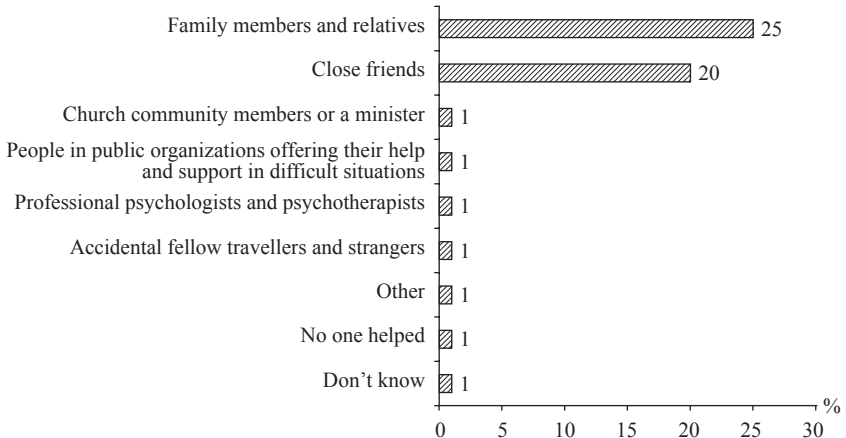 Family members and relatives 25
Close friends 20
Church community members or a minister 1
People in public organizations offering their help
and support in difficult situations 1
Professional psychologists and psychotherapists 1
Accidental fellow travellers and strangers 1
Other 1
No one helped 1
Don’t know 1
%
0 5 10 15 20 25 30